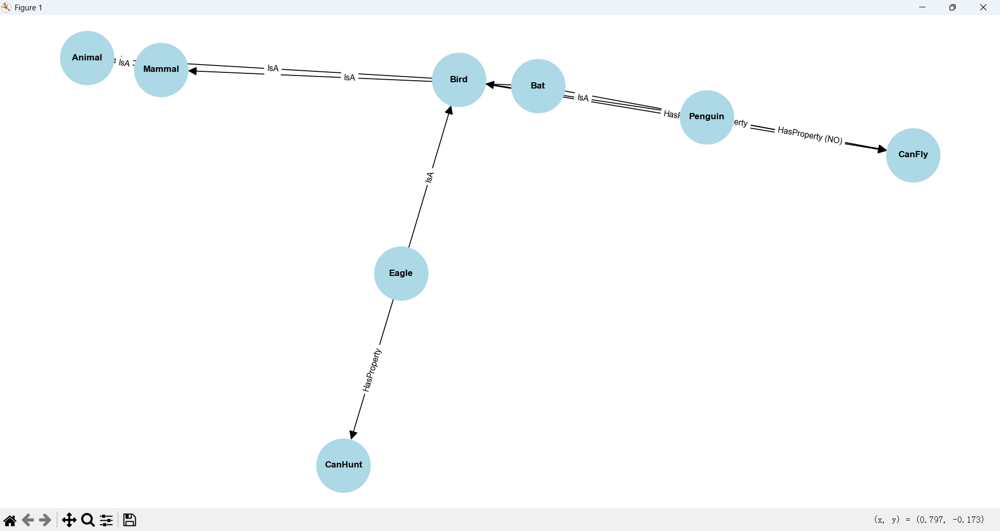 Figure 1
Animal
IsA
Mammal
IsA
IsA
Bird
Bat
IsA
HasP
Penguin
erty
HasProperty (NO)
CanFly
IsA
Eagle
HasProperty
CanHunt
(x, y) = (0.797, -0.173)